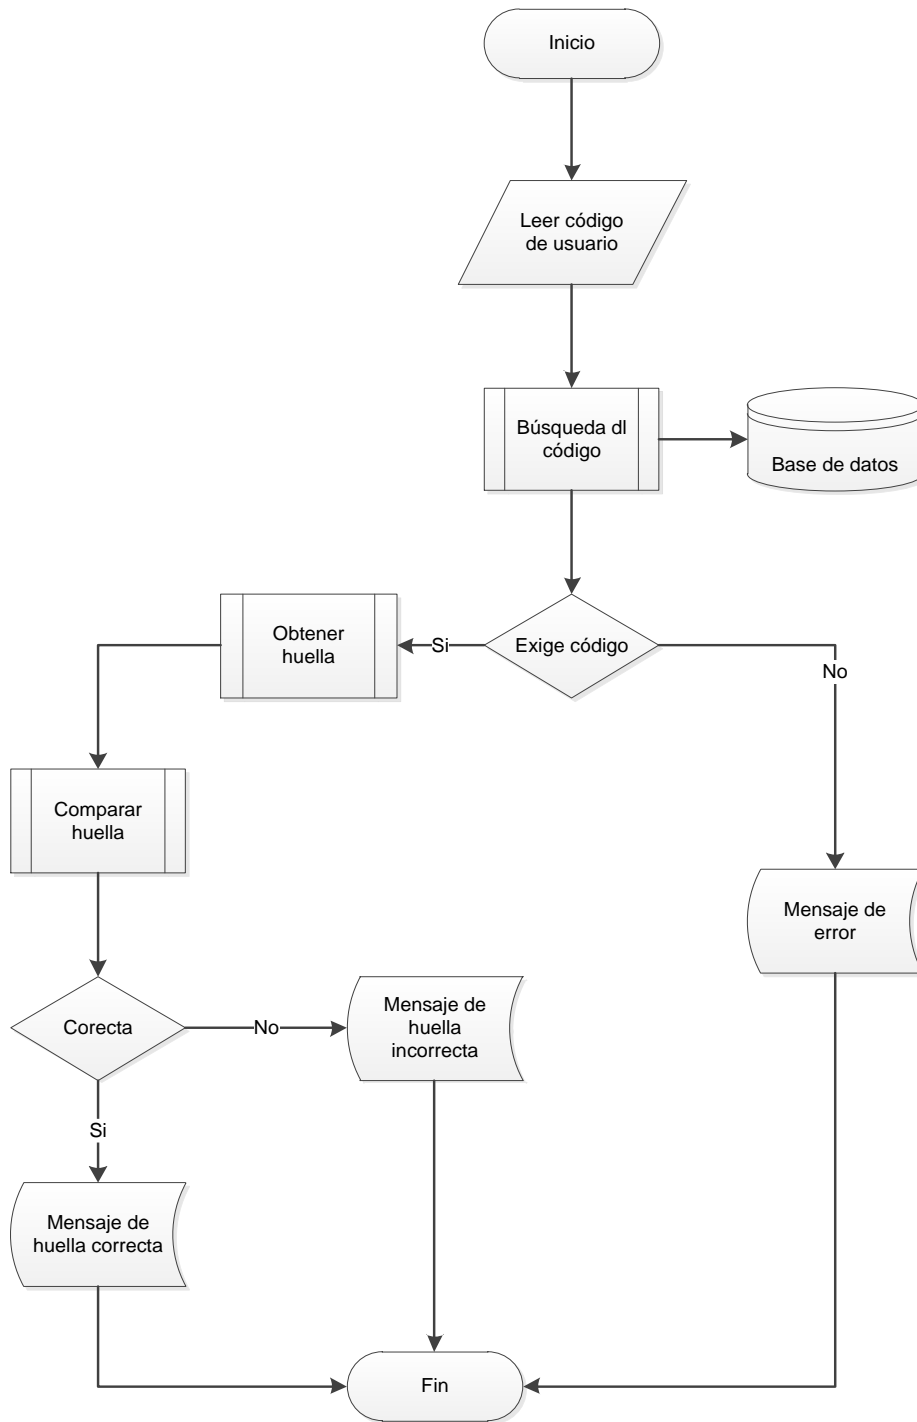 Inicio
Leer código
de usuario
Búsqueda dl
código
Base de datos
Obtener
huella
Si
Exige código
No
Comparar
huella
Mensaje de
error
Corecta
No
Mensaje de
huella
incorrecta
Si
Mensaje de
huella correcta
Fin